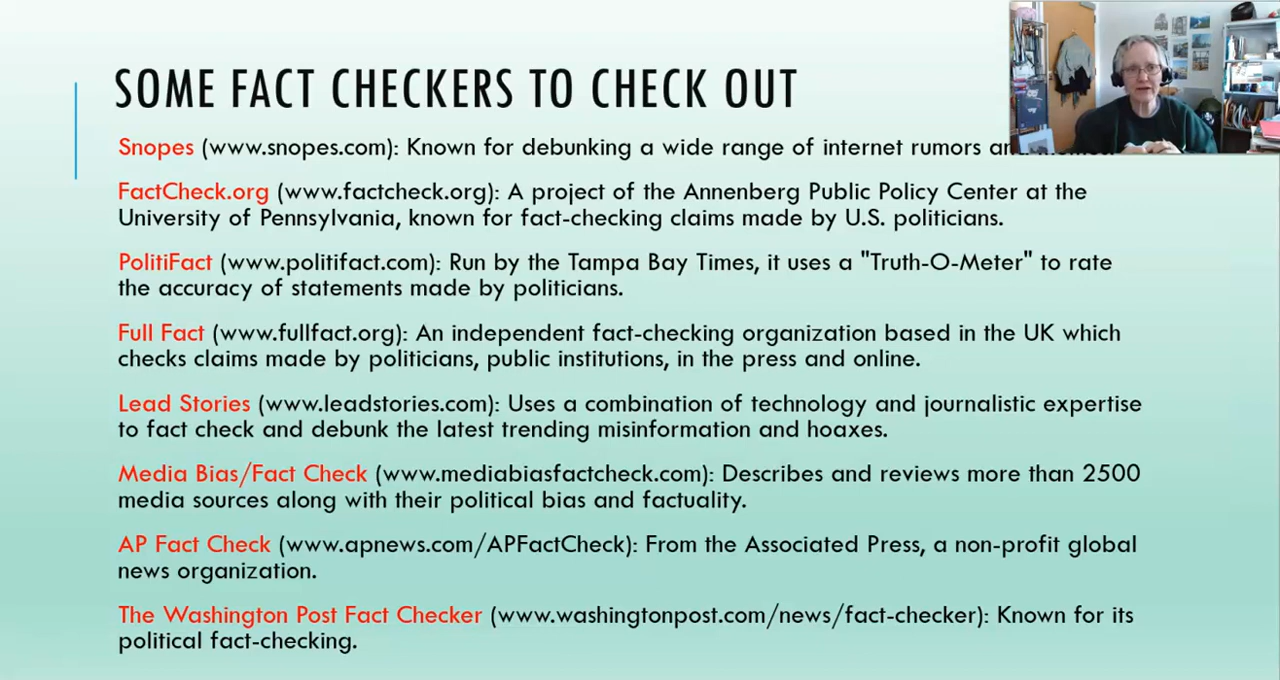 SOME FACT CHECKERS TO CHECK OUT
Snopes (www.snopes.com): Known for debunking a wide range of internet rumors
FactCheck.org (www.factcheck.org): A project of the Annenberg Public Policy Center at the
University of Pennsylvania, known for fact-checking claims made by U.S. politicians.
PolitiFact (www.politifact.com): Run by the Tampa Bay Times, it uses a "Truth-O-Meter" to rate
the accuracy of statements made by politicians.
Full Fact (www.fullfact.org): An independent fact-checking organization based in the UK which
checks claims made by politicians, public institutions, in the press and online.
Lead Stories (www.leadstories.com): Uses a combination of technology and journalistic expertise
to fact check and debunk the latest trending misinformation and hoaxes.
Media Bias/Fact Check (www.mediabiasfactcheck.com): Describes and reviews more than 2500
media sources along with their political bias and factuality.
AP Fact Check (www.apnews.com/APFactCheck): From the Associated Press, a non-profit global
news organization.
The Washington Post Fact Checker (www.washingtonpost.com/news/fact-checker): Known for its
political fact-checking.